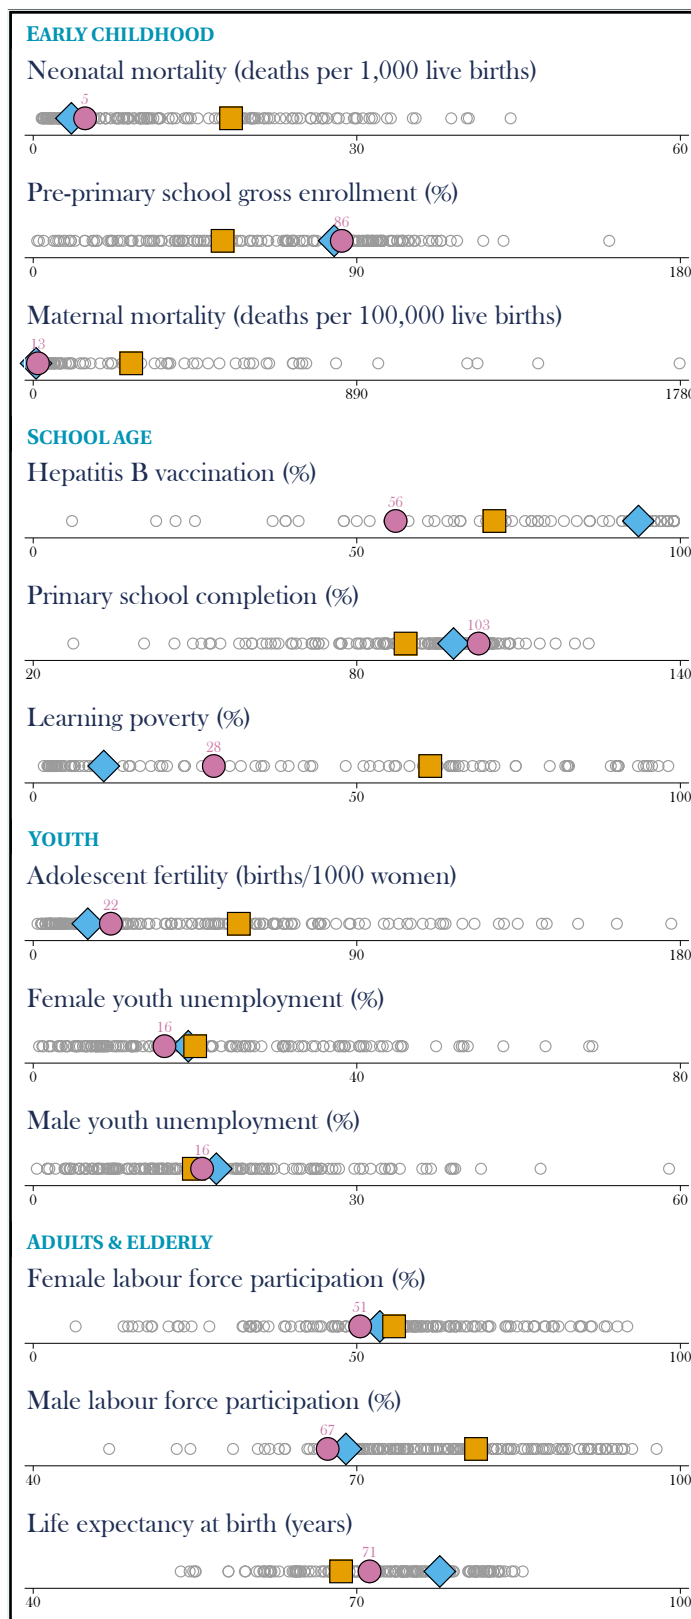 EARLY CHILDHOOD
Neonatal mortality (deaths per 1,000 live births)
5
0 30 60
Pre-primary school gross enrollment (%)
86
0 90 180
Maternal mortality (deaths per 100,000 live births)
13
0 890 1780
SCHOOL AGE
Hepatitis B vaccination (%)
56
0 50 100
Primary school completion (%)
103
20 80 140
Learning poverty (%)
28
0 50 100
YOUTH
Adolescent fertility (births/1000 women)
22
0 90 180
Female youth unemployment (%)
16
0 40 80
Male youth unemployment (%)
16
0 30 60
ADULTS & ELDERLY
Female labour force participation (%)
51
0 50 100
Male labour force participation (%)
67
40 70 100
Life expectancy at birth (years)
71
40 70 100